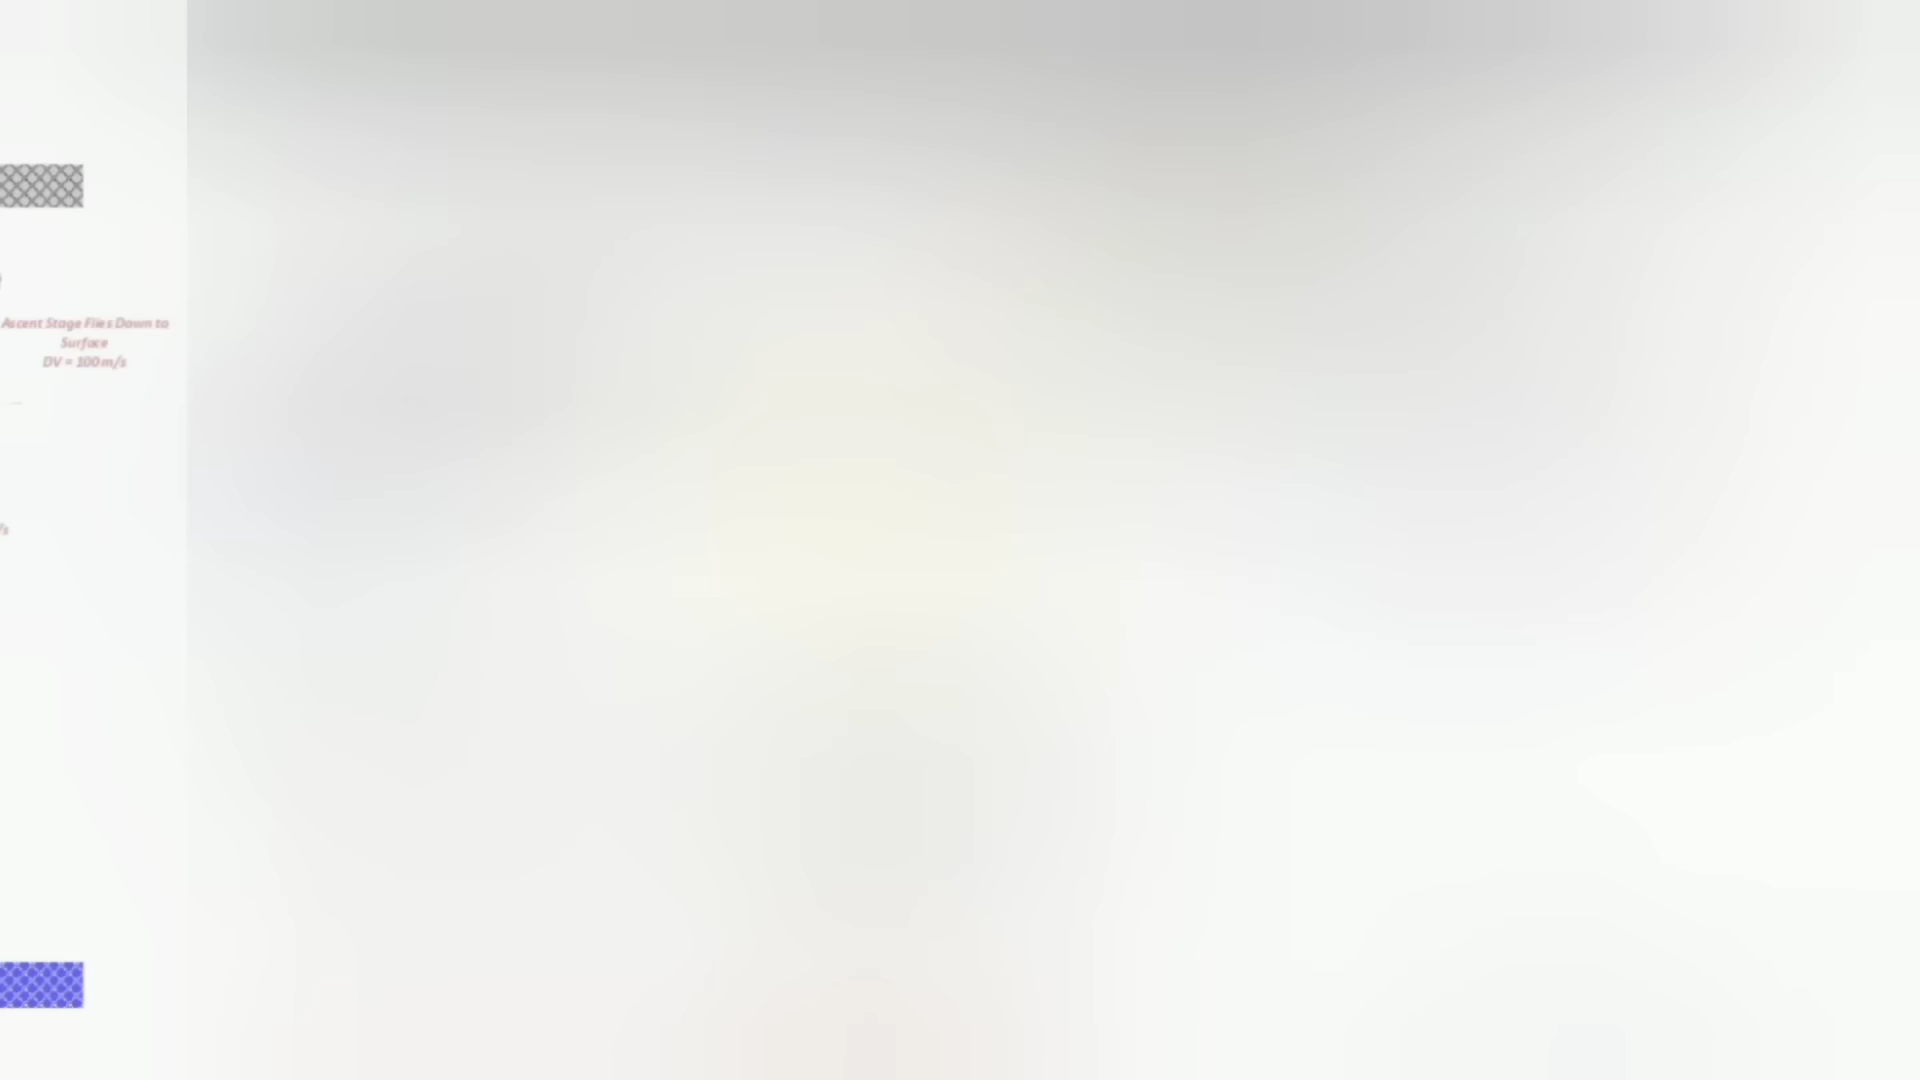 Ascent Stage Flies Down to
Surface
DV = 100 m/s
/s